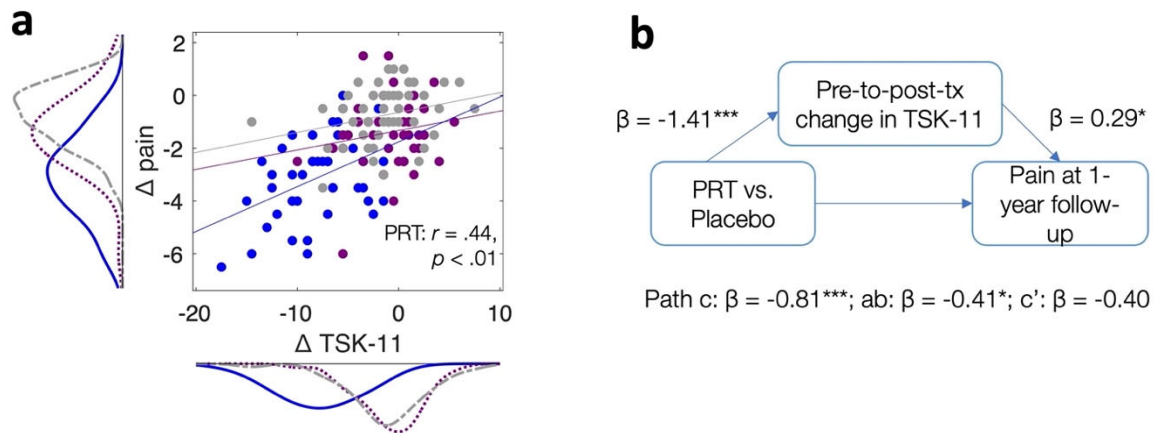 a
2
0
-2
-4
-6
Δ pain
PRT: r = .44,
p < .01
-20
-10
0
10
Δ TSK-11
b
Pre-to-post-tx
change in TSK-11
β = -1.41***
β = 0.29*
PRT vs.
Placebo
Pain at 1-
year follow-
up
Path c: β = -0.81***; ab: β = -0.41*; c’: β = -0.40